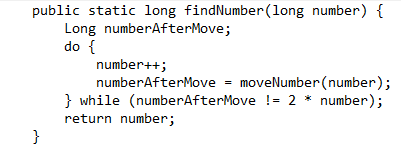 public static long findNumber(long number) {
    Long numberAfterMove;
    do {
        number++;
        numberAfterMove = moveNumber(number);
    } while (numberAfterMove != 2 * number);
    return number;
}